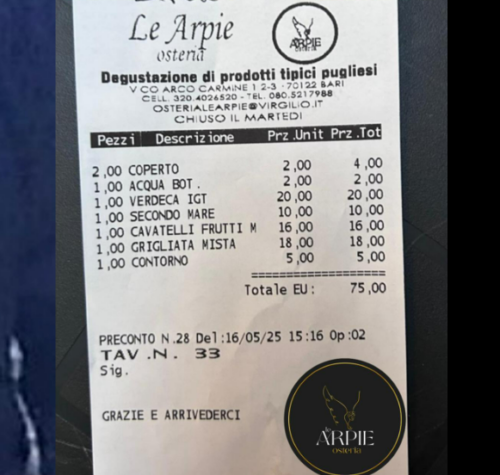 Le Arpie
osteria
ARPIE
Degustazione di prodotti tipici pugliesi
V.CO ARCO CARMINE 1 2-3 -70122 BARI
CELL. 320.4026520 - TEL. 080.5217988
OSTERIALEARPIE@VIRGILIO.IT
CHIUSO IL MARTEDI
Pezzi Descrizione Prz.Unit Prz.Tot
2,00 COPERTO 2,00 4,00
1,00 ACQUA BOT. 2,00 2,00
1,00 VERDECA IGT 20,00 20,00
1,00 SECONDO MARE 10,00 10,00
1,00 CAVATELLI FRUTTI M 16,00 16,00
1,00 GRIGLIATA MISTA 18,00 18,00
1,00 CONTORNO 5,00 5,00
====================
Totale EU: 75,00
PRECONTO N.28 Del:16/05/25 15:16 Op:02
TAV.N. 33
Sig.
GRAZIE E ARRIVEDERCI
le
ARPIE
osteria